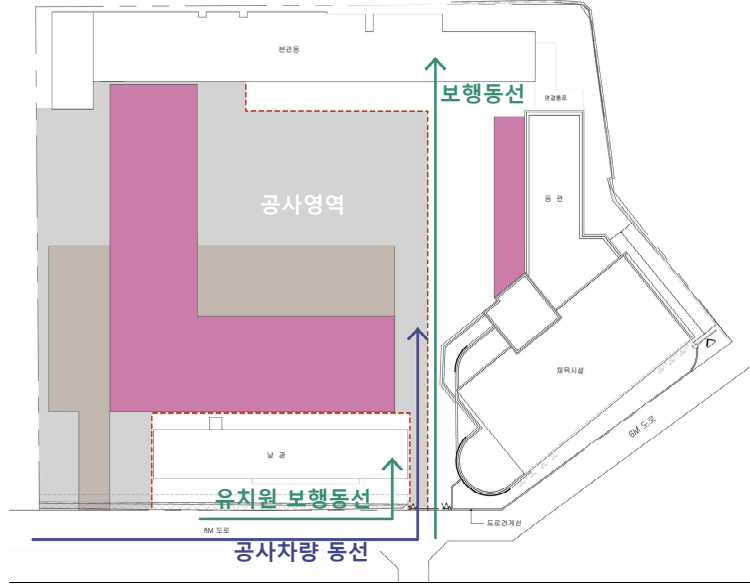 본관동
보행동선
연결통로
공사영역
동 관
체육시설
6M 도로
남 관
유치원 보행동선
8M 도로
도로경계선
공사차량 동선